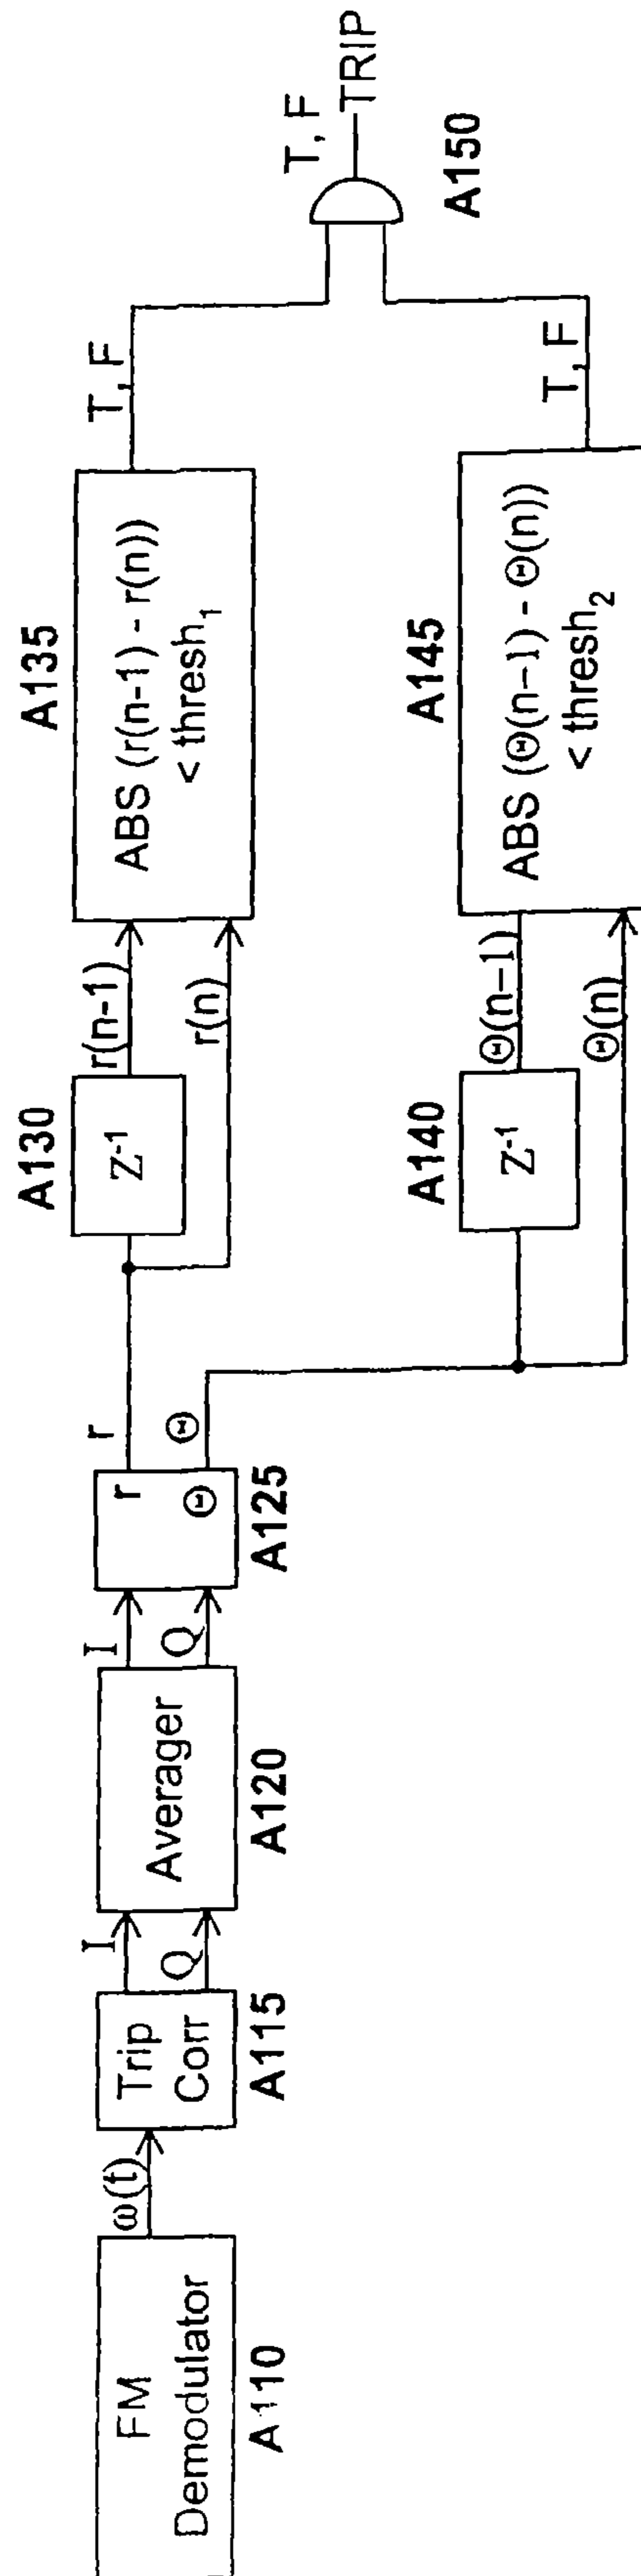 FM
Demodulator
A110
ω(t)
Trip
Corr
A115
I
Q
Averager
A120
I
Q
r
Θ
A125
r
Θ
A130
Z⁻¹
r(n-1)
r(n)
A135
ABS (r(n-1) - r(n))
< thresh₁
T, F
A140
Z⁻¹
Θ(n–1)
Θ(n)
A145
ABS (Θ(n–1) - Θ(n))
< thresh₂
T, F
T, F
TRIP
A150